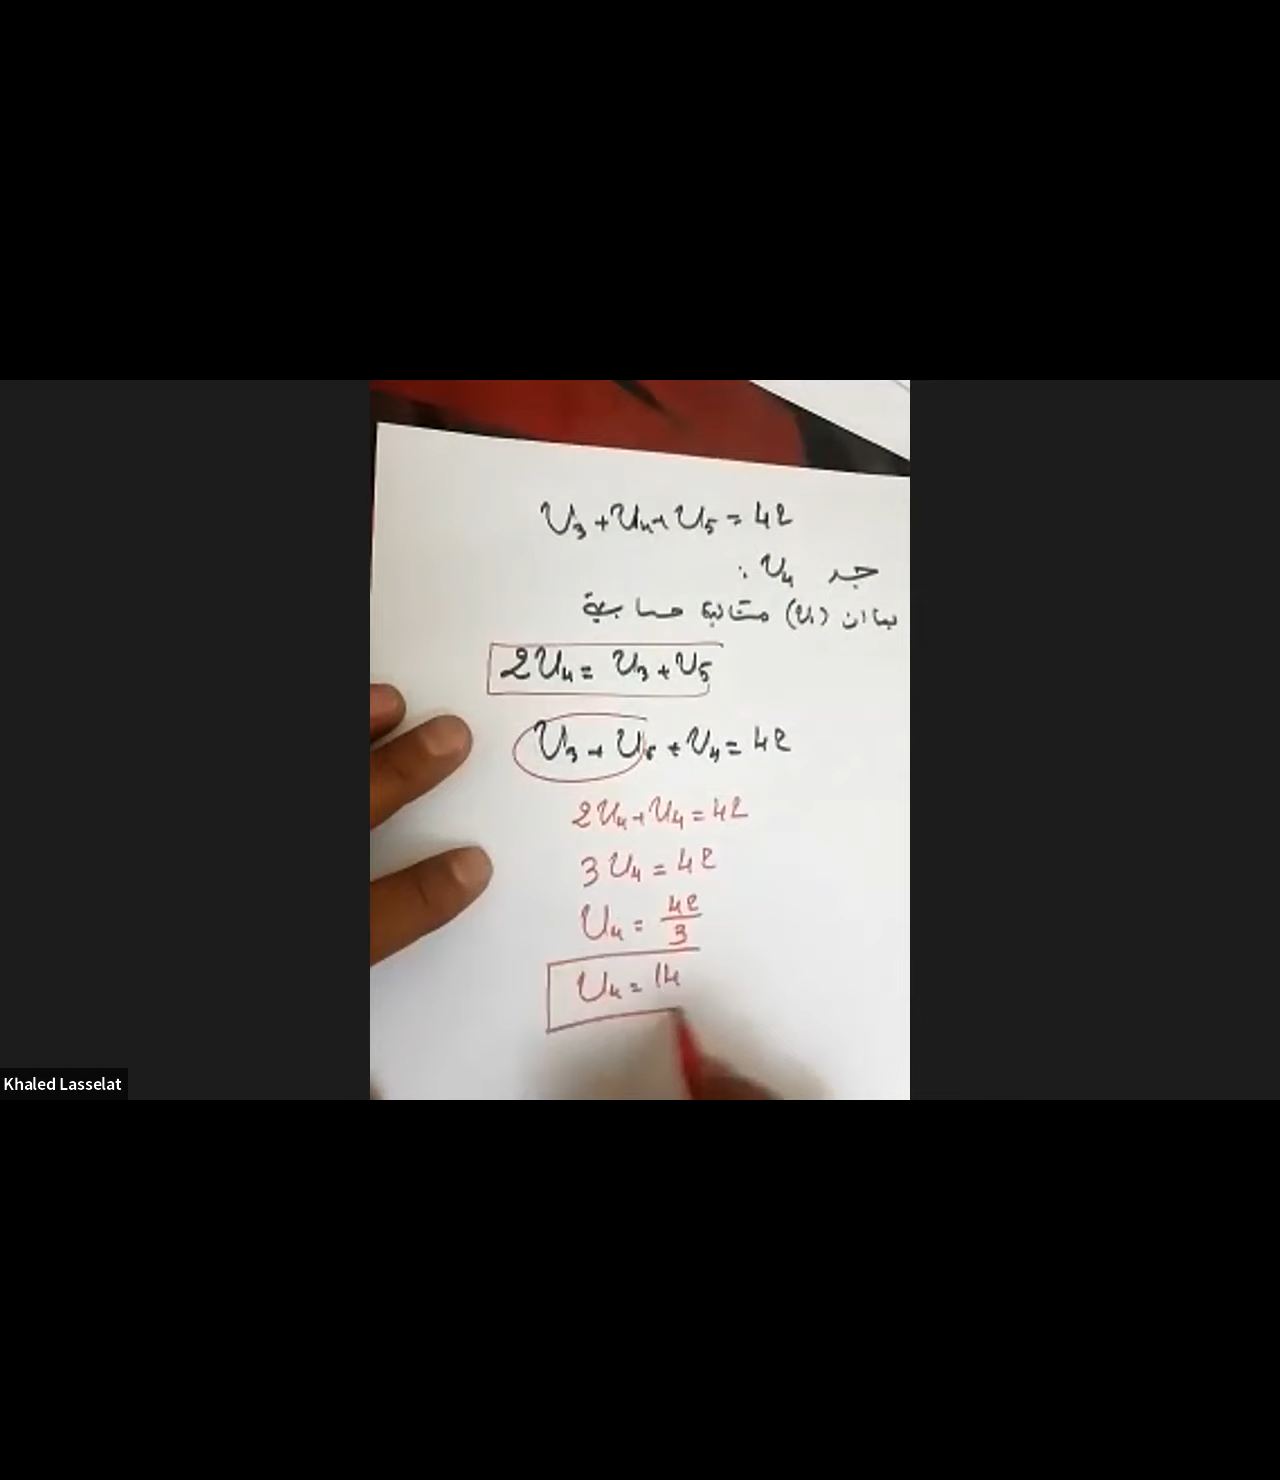 U₃ + U₄ + U₅ = 42
جد U₄ :
بما ان (Uₙ) متتالية حسابية
2U₄ = U₃ + U₅
U₃ + U₅ + U₄ = 42
2U₄ + U₄ = 42
3U₄ = 42
U₄ = 42/3
U₄ = 14
Khaled Lasselat